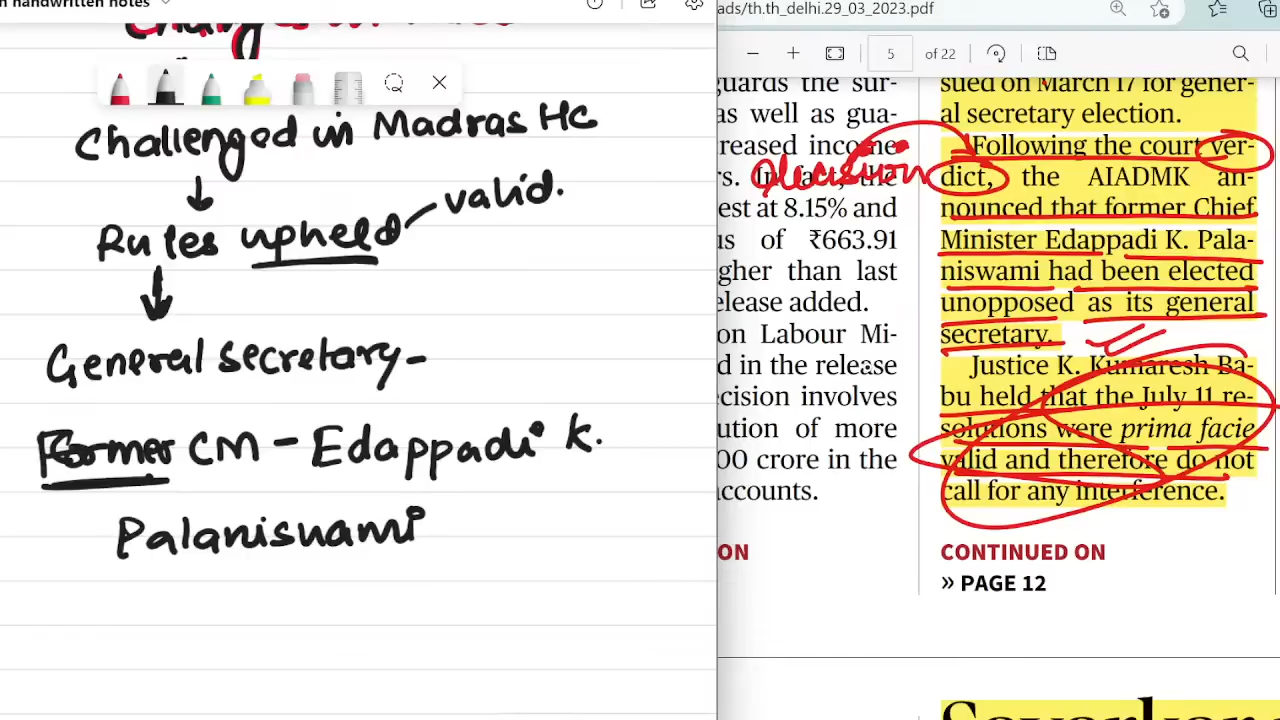 handwritten notes
Changes in
Challenged in Madras HC
Rules upheld valid.
General secretary-
Former CM - Edappadi K.
Palaniswami
ads/th.th_delhi.29_03_2023.pdf
5 of 22
guards the sur-
as well as gua-
reased income
rs. In fact, the
est at 8.15% and
us of ₹663.91
gher than last
elease added.
on Labour Mi-
d in the release
ecision involves
ution of more
00 crore in the
accounts.
ON
decision
sued on March 17 for gener-
al secretary election.
Following the court ver-
dict, the AIADMK an-
nounced that former Chief
Minister Edappadi K. Pala-
niswami had been elected
unopposed as its general
secretary.
Justice K. Kumaresh Ba-
bu held that the July 11 re-
solutions were prima facie
valid and therefore do not
call for any interference.
CONTINUED ON
» PAGE 12